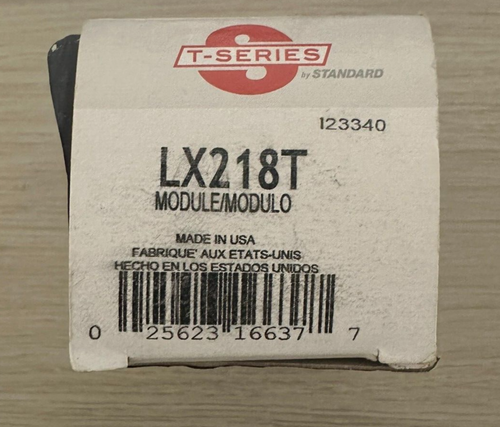 T-SERIES
by STANDARD
I23340
LX218T
MODULE/MODULO
MADE IN USA
FABRIQUE' AUX ETATS-UNIS
HECHO EN LOS ESTADOS UNIDOS
0 25623 16637 7